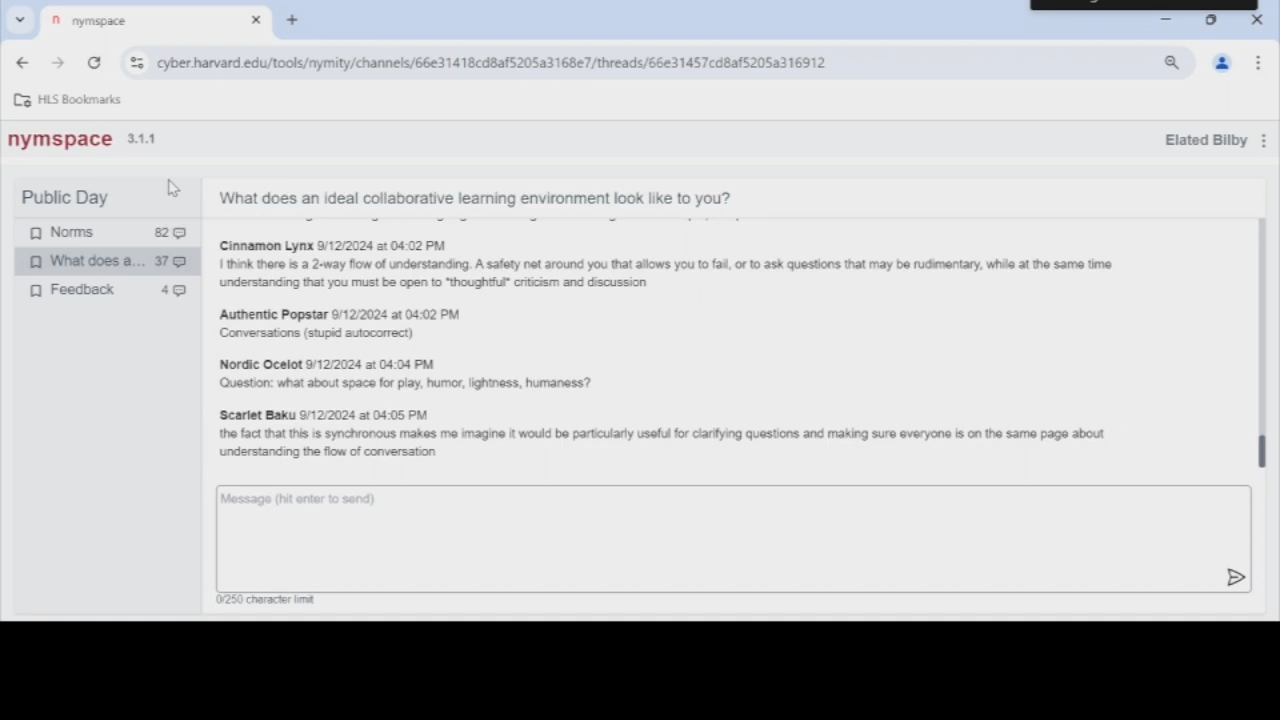 nymspace
cyber.harvard.edu/tools/nymity/channels/66e31418cd8af5205a3168e7/threads/66e31457cd8af5205a316912
HLS Bookmarks
nymspace 3.1.1
Elated Bilby
Public Day
Norms 82
What does a... 37
Feedback 4
What does an ideal collaborative learning environment look like to you?
Cinnamon Lynx 9/12/2024 at 04:02 PM
I think there is a 2-way flow of understanding. A safety net around you that allows you to fail, or to ask questions that may be rudimentary, while at the same time
understanding that you must be open to *thoughtful* criticism and discussion
Authentic Popstar 9/12/2024 at 04:02 PM
Conversations (stupid autocorrect)
Nordic Ocelot 9/12/2024 at 04:04 PM
Question: what about space for play, humor, lightness, humaness?
Scarlet Baku 9/12/2024 at 04:05 PM
the fact that this is synchronous makes me imagine it would be particularly useful for clarifying questions and making sure everyone is on the same page about
understanding the flow of conversation
Message (hit enter to send)
0/250 character limit